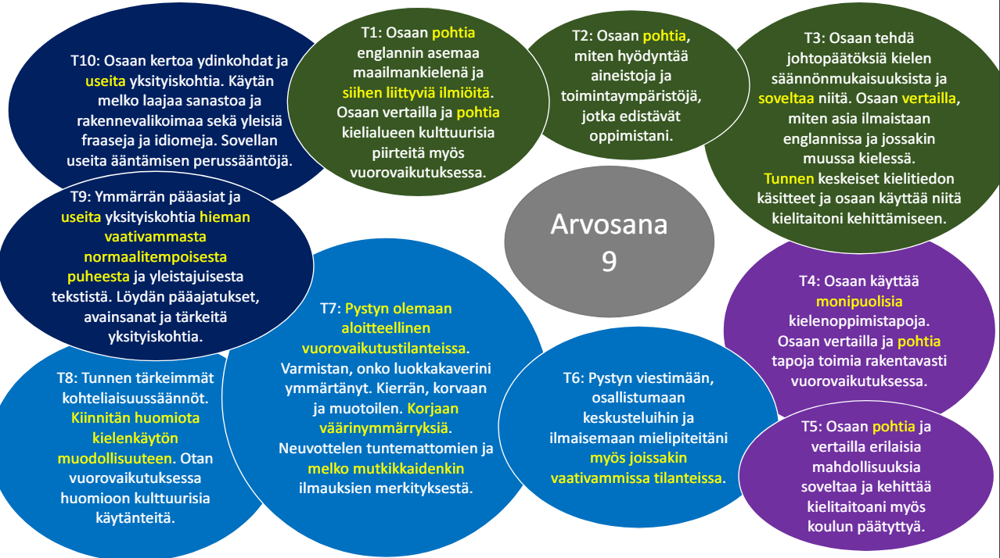 T10: Osaan kertoa ydinkohdat ja
useita yksityiskohtia. Käytän
melko laajaa sanastoa ja
rakennevalikoimaa sekä yleisiä
fraaseja ja idiomeja. Sovellan
useita ääntämisen perussääntöjä.
T1: Osaan pohtia
englannin asemaa
maailmankielenä ja
siihen liittyviä ilmiöitä.
Osaan vertailla ja pohtia
kielialueen kulttuurisia
piirteitä myös
vuorovaikutuksessa.
T2: Osaan pohtia,
miten hyödyntää
aineistoja ja
toimintaympäristöjä,
jotka edistävät
oppimistani.
T3: Osaan tehdä
johtopäätöksiä kielen
säännönmukaisuuksista ja
soveltaa niitä. Osaan vertailla,
miten asia ilmaistaan
englannissa ja jossakin
muussa kielessä.
Tunnen keskeiset kielitiedon
käsitteet ja osaan käyttää niitä
kielitaitoni kehittämiseen.
T9: Ymmärrän pääasiat ja
useita yksityiskohtia hieman
vaativammasta
normaalitempoisesta
puheesta ja yleistajuisesta
tekstistä. Löydän pääajatukset,
avainsanat ja tärkeitä
yksityiskohtia.
Arvosana
9
T4: Osaan käyttää
monipuolisia
kielenoppimistapoja.
Osaan vertailla ja pohtia
tapoja toimia rakentavasti
vuorovaikutuksessa.
T7: Pystyn olemaan
aloitteellinen
vuorovaikutustilanteissa.
Varmistan, onko luokkakaverini
ymmärtänyt. Kierrän, korvaan
ja muotoilen. Korjaan
väärinymmärryksiä.
Neuvottelen tuntemattomien ja
melko mutkikkaidenkin
ilmauksien merkityksestä.
T8: Tunnen tärkeimmät
kohteliaisuussäännöt.
Kiinnitän huomiota
kielenkäytön
muodollisuuteen. Otan
vuorovaikutuksessa
huomioon kulttuurisia
käytänteitä.
T6: Pystyn viestimään,
osallistumaan
keskusteluihin ja
ilmaisemaan mielipiteitäni
myös joissakin
vaativammissa tilanteissa.
T5: Osaan pohtia ja
vertailla erilaisia
mahdollisuuksia
soveltaa ja kehittää
kielitaitoani myös
koulun päätyttyä.